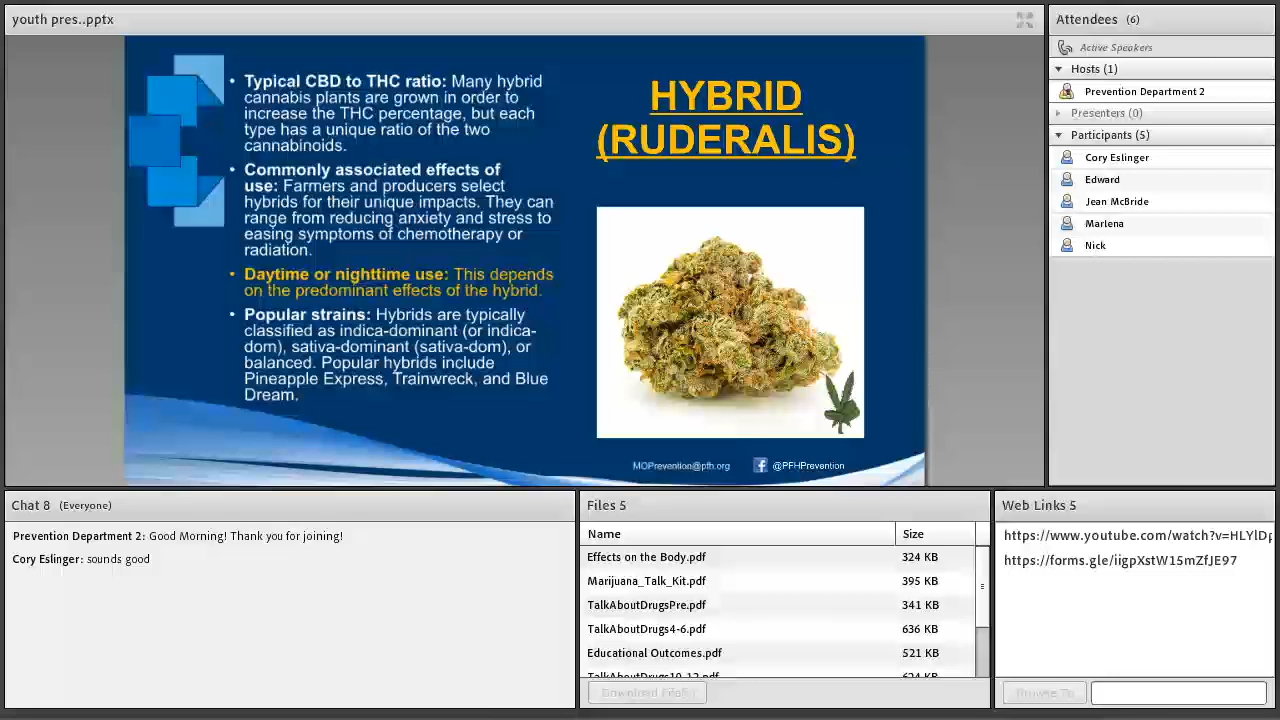 youth pres..pptx
• Typical CBD to THC ratio: Many hybrid
cannabis plants are grown in order to
increase the THC percentage, but each
type has a unique ratio of the two
cannabinoids.
• Commonly associated effects of
use: Farmers and producers select
hybrids for their unique impacts. They can
range from reducing anxiety and stress to
easing symptoms of chemotherapy or
radiation.
• Daytime or nighttime use: This depends
on the predominant effects of the hybrid.
• Popular strains: Hybrids are typically
classified as indica-dominant (or indica-
dom), sativa-dominant (sativa-dom), or
balanced. Popular hybrids include
Pineapple Express, Trainwreck, and Blue
Dream.
HYBRID
(RUDERALIS)
MOPrevention@pfh.org
@PFHPrevention
Attendees (6)
Active Speakers
Hosts (1)
Prevention Department 2
Presenters (0)
Participants (5)
Cory Eslinger
Edward
Jean McBride
Marlena
Nick
Chat 8 (Everyone)
Prevention Department 2: Good Morning! Thank you for joining!
Cory Eslinger: sounds good
Files 5
Name Size
Effects on the Body.pdf 324 KB
Marijuana_Talk_Kit.pdf 395 KB
TalkAboutDrugsPre.pdf 341 KB
TalkAboutDrugs4-6.pdf 636 KB
Educational Outcomes.pdf 521 KB
TalkAboutDrugs10-12.pdf 624 KB
Download File(s)
Web Links 5
https://www.youtube.com/watch?v=HLYlDp
https://forms.gle/iigpXstW15mZfJE97
Browse To